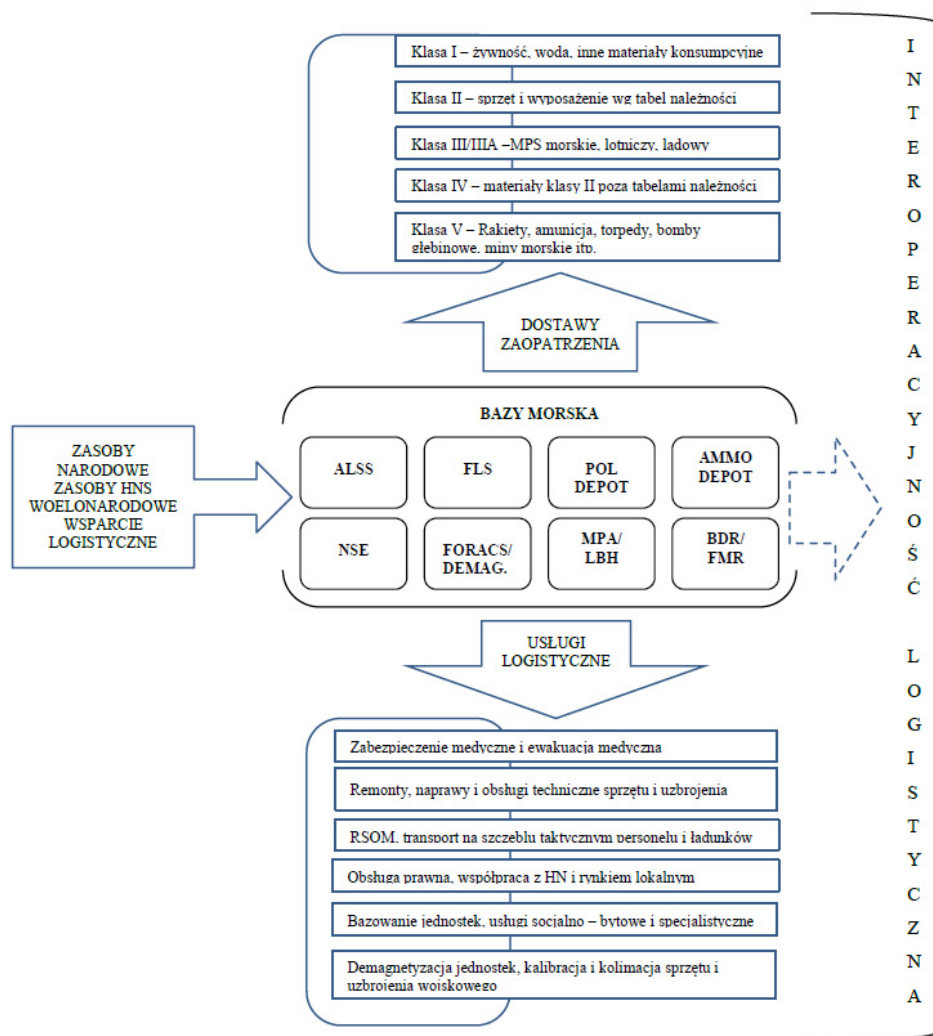 Klasa I – żywność, woda, inne materiały konsumpcyjne
Klasa II – sprzęt i wyposażenie wg tabel należności
Klasa III/IIIA –MPS morskie, lotniczy, lądowy
Klasa IV – materiały klasy II poza tabelami należności
Klasa V – Rakiety, amunicja, torpedy, bomby
głębinowe, miny morskie itp.
DOSTAWY
ZAOPATRZENIA
BAZY MORSKA
ZASOBY
NARODOWE
ZASOBY HNS
WOELONARODOWE
WSPARCIE
LOGISTYCZNE
ALSS
FLS
POL
DEPOT
AMMO
DEPOT
NSE
FORACS/
DEMAG.
MPA/
LBH
BDR/
FMR
USŁUGI
LOGISTYCZNE
Zabezpieczenie medyczne i ewakuacja medyczna
Remonty, naprawy i obsługi techniczne sprzętu i uzbrojenia
RSOM, transport na szczeblu taktycznym personelu i ładunków
Obsługa prawna, współpraca z HN i rynkiem lokalnym
Bazowanie jednostek, usługi socjalno – bytowe i specjalistyczne
Demagnetyzacja jednostek, kalibracja i kolimacja sprzętu i
uzbrojenia wojskowego
INTEROPERACYJNOŚĆ LOGISTYCZNA